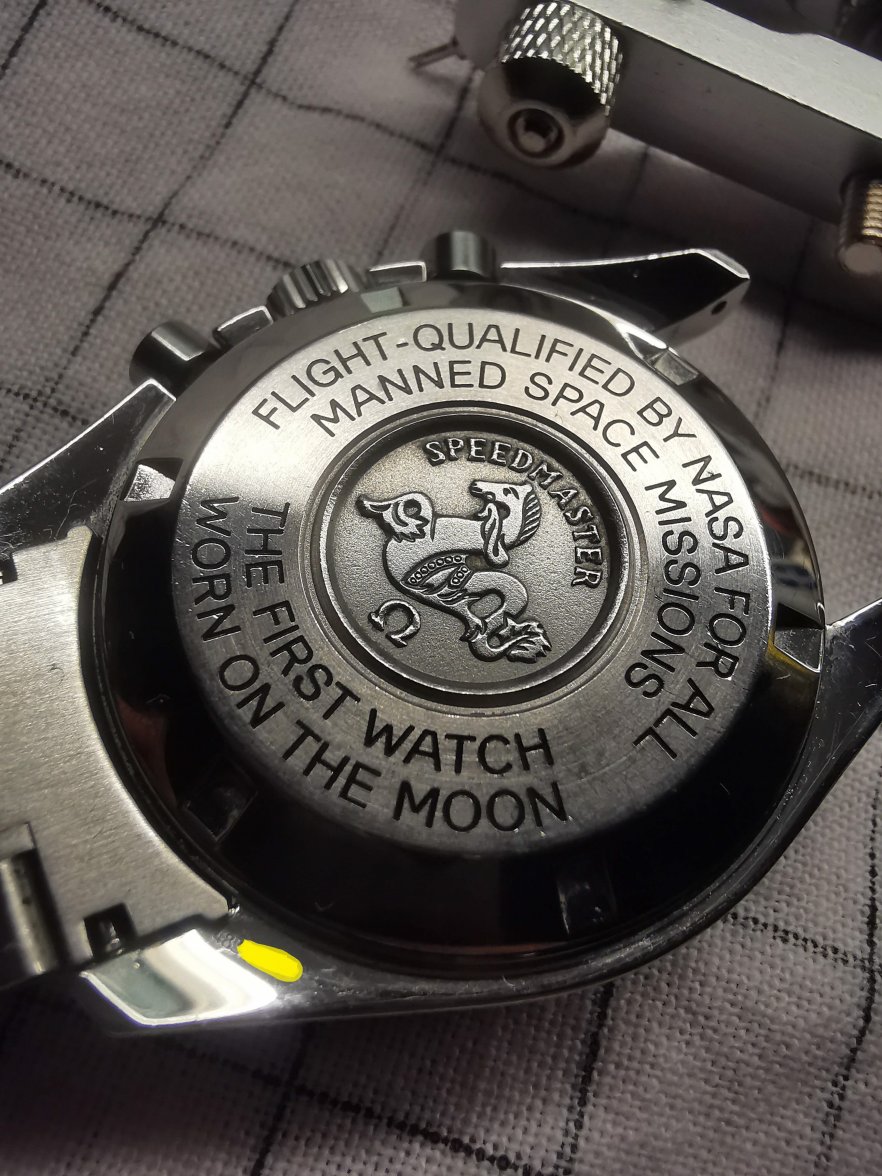 FLIGHT-QUALIFIED BY NASA FOR ALL
MANNED SPACE MISSIONS
THE FIRST WATCH
WORN ON THE MOON
SPEEDMASTER
Ω